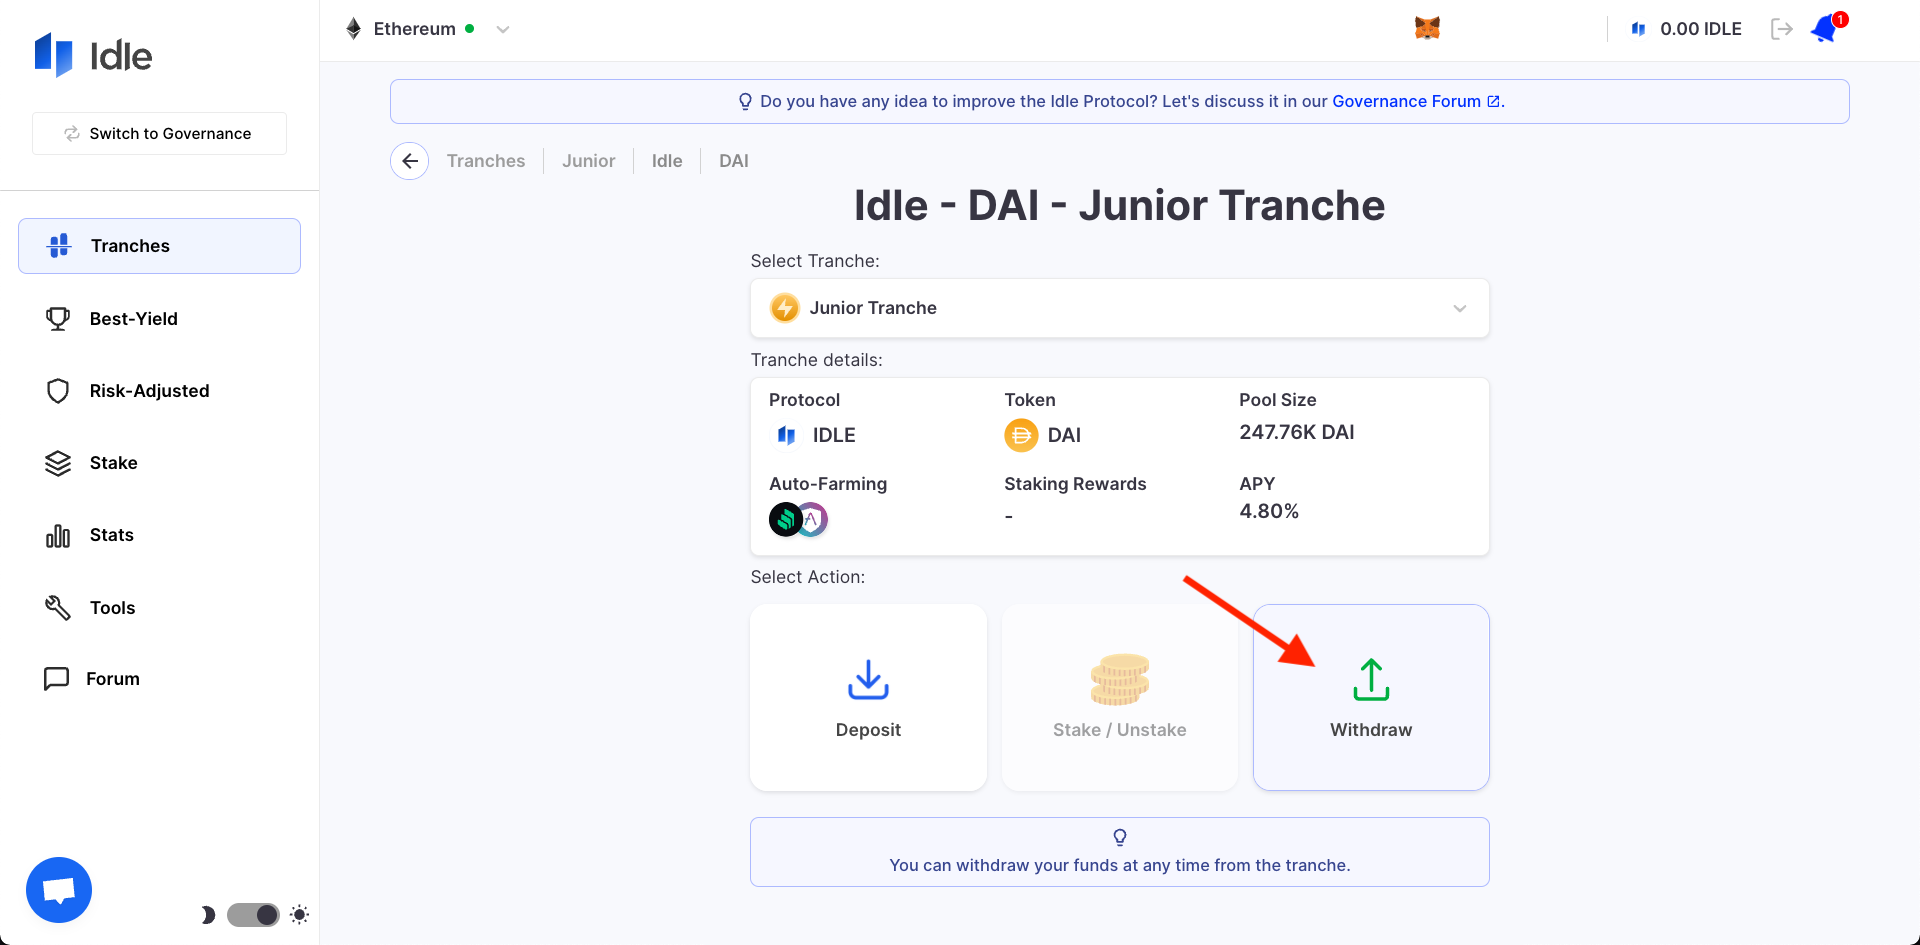 Idle
Switch to Governance
Tranches
Best-Yield
Risk-Adjusted
Stake
Stats
Tools
Forum
Ethereum
0.00 IDLE
1
Do you have any idea to improve the Idle Protocol? Let's discuss it in our Governance Forum.
Tranches
Junior
Idle
DAI
Idle - DAI - Junior Tranche
Select Tranche:
Junior Tranche
Tranche details:
Protocol
IDLE
Token
DAI
Pool Size
247.76K DAI
Auto-Farming
Staking Rewards
-
APY
4.80%
Select Action:
Deposit
Stake / Unstake
Withdraw
You can withdraw your funds at any time from the tranche.